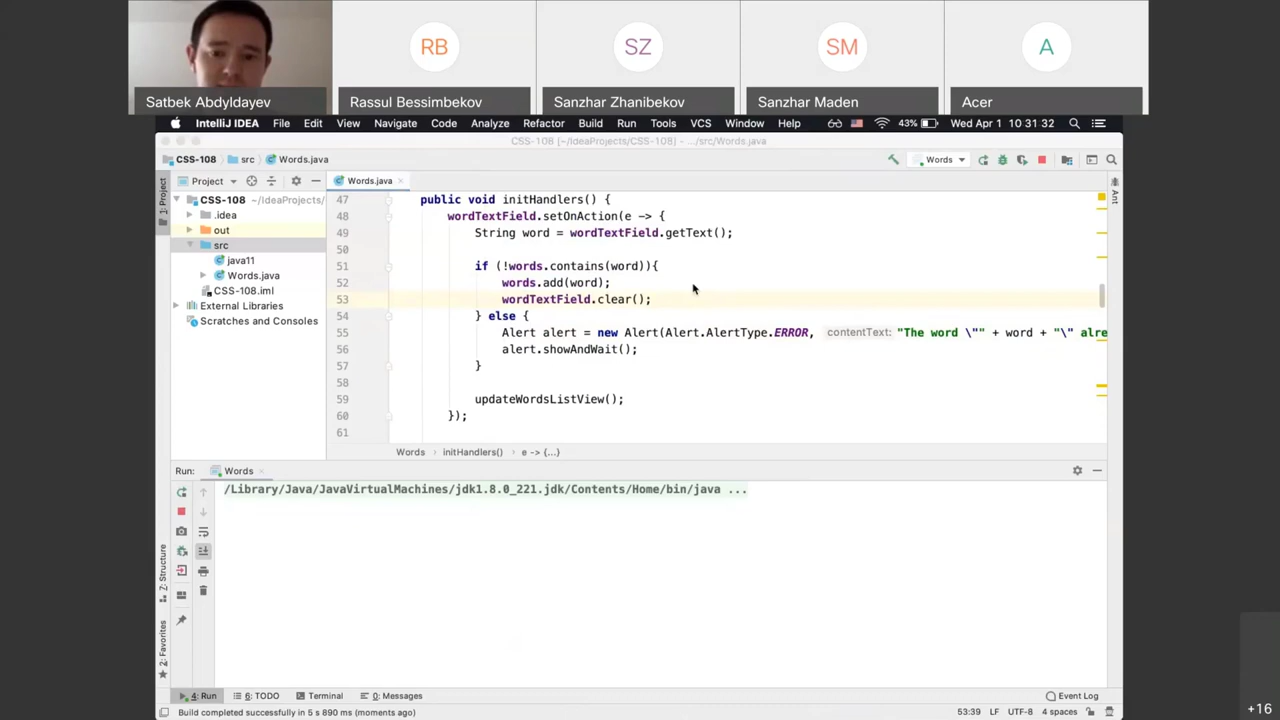 RB
SZ
SM
A
Satbek Abdyldayev
Rassul Bessimbekov
Sanzhar Zhanibekov
Sanzhar Maden
Acer
IntelliJ IDEA File Edit View Navigate Code Analyze Refactor Build Run Tools VCS Window Help 43% Wed Apr 1 10:31:32
CSS-108 [~/IdeaProjects/CSS-108] - .../src/Words.java
CSS-108 src Words.java Words
1: Project
Project
Words.java
Ant
CSS-108 ~/IdeaProjects/
.idea
out
src
java11
Words.java
CSS-108.iml
External Libraries
Scratches and Consoles
47 public void initHandlers() {
48 wordTextField.setOnAction(e -> {
49 String word = wordTextField.getText();
50
51 if (!words.contains(word)){
52 words.add(word);
53 wordTextField.clear();
54 } else {
55 Alert alert = new Alert(Alert.AlertType.ERROR, contentText: "The word \"" + word + "\" alre
56 alert.showAndWait();
57 }
58
59 updateWordsListView();
60 });
61
Words initHandlers() e -> {...}
Run: Words
/Library/Java/JavaVirtualMachines/jdk1.8.0_221.jdk/Contents/Home/bin/java ...
7: Structure
2: Favorites
4: Run 6: TODO Terminal 0: Messages Event Log
Build completed successfully in 5 s 890 ms (moments ago) 53:39 LF UTF-8 4 spaces
+16